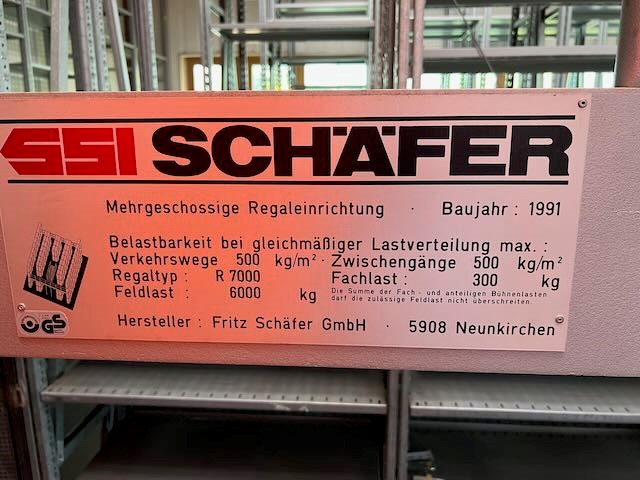 SSI SCHÄFER
Mehrgeschossige Regaleinrichtung · Baujahr : 1991
Belastbarkeit bei gleichmäßiger Lastverteilung max. :
Verkehrswege 500 kg/m² · Zwischengänge 500 kg/m²
Regaltyp : R 7000 Fachlast : 300 kg
Feldlast : 6000 kg Die Summe der Fach - und anteiligen Bühnenlasten
darf die zulässige Feldlast nicht überschreiten.
GS
Hersteller : Fritz Schäfer GmbH · 5908 Neunkirchen